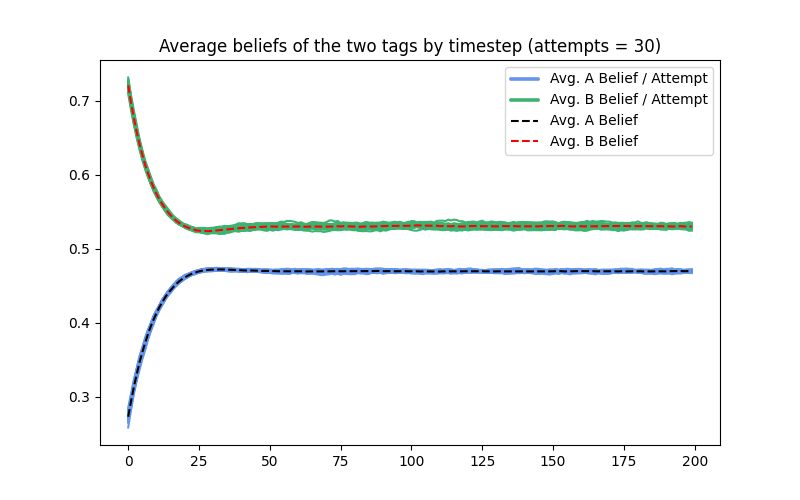 Average beliefs of the two tags by timestep (attempts = 30)
Avg. A Belief / Attempt
Avg. B Belief / Attempt
Avg. A Belief
Avg. B Belief
0.7
0.6
0.5
0.4
0.3
0 25 50 75 100 125 150 175 200